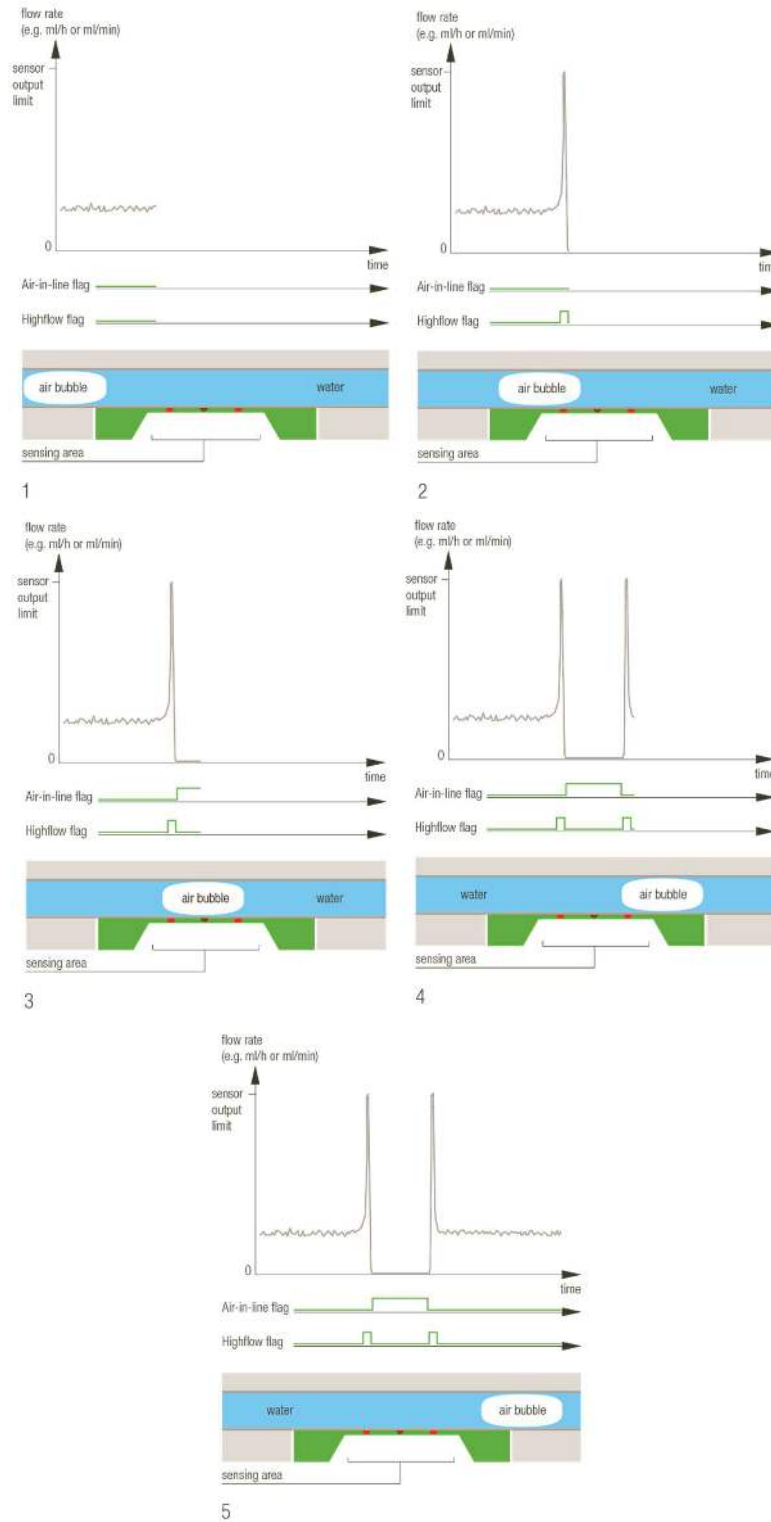 flow rate
(e.g. ml/h or ml/min)
sensor
output
limit
0
time
Air-in-line flag
Highflow flag
air bubble
water
sensing area
1
flow rate
(e.g. ml/h or ml/min)
sensor
output
limit
0
time
Air-in-line flag
Highflow flag
air bubble
water
sensing area
2
flow rate
(e.g. ml/h or ml/min)
sensor
output
limit
0
time
Air-in-line flag
Highflow flag
air bubble
water
sensing area
3
flow rate
(e.g. ml/h or ml/min)
sensor
output
limit
0
time
Air-in-line flag
Highflow flag
water
air bubble
sensing area
4
flow rate
(e.g. ml/h or ml/min)
sensor
output
limit
0
time
Air-in-line flag
Highflow flag
water
air bubble
sensing area
5